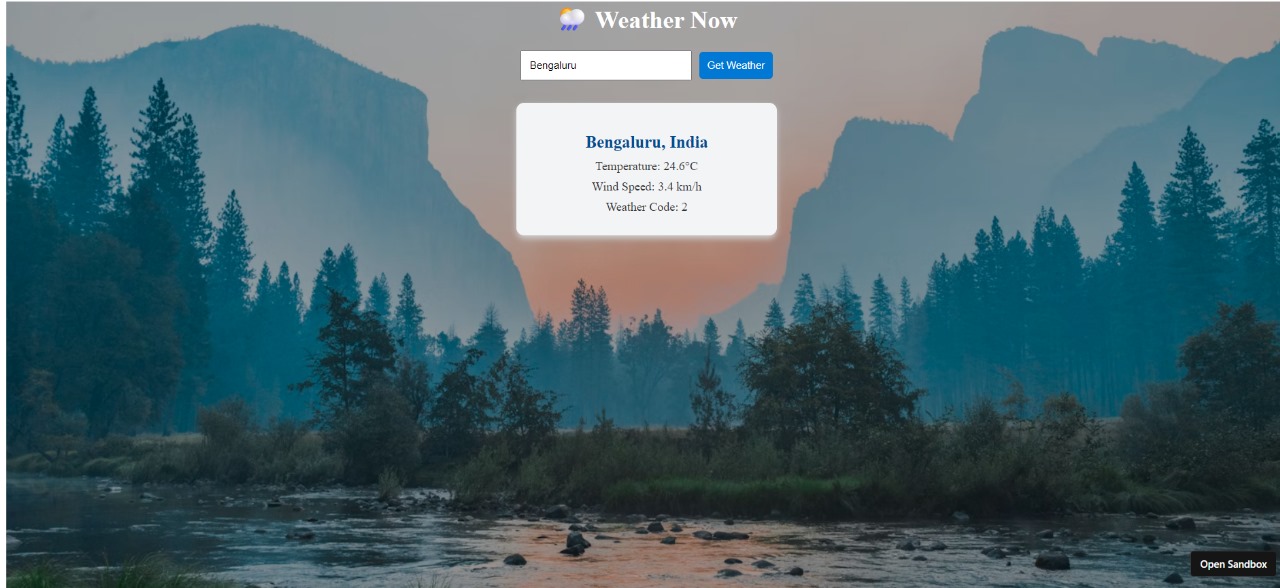 🌦️ Weather Now
Bengaluru
Get Weather
Bengaluru, India
Temperature: 24.6°C
Wind Speed: 3.4 km/h
Weather Code: 2
Open Sandbox